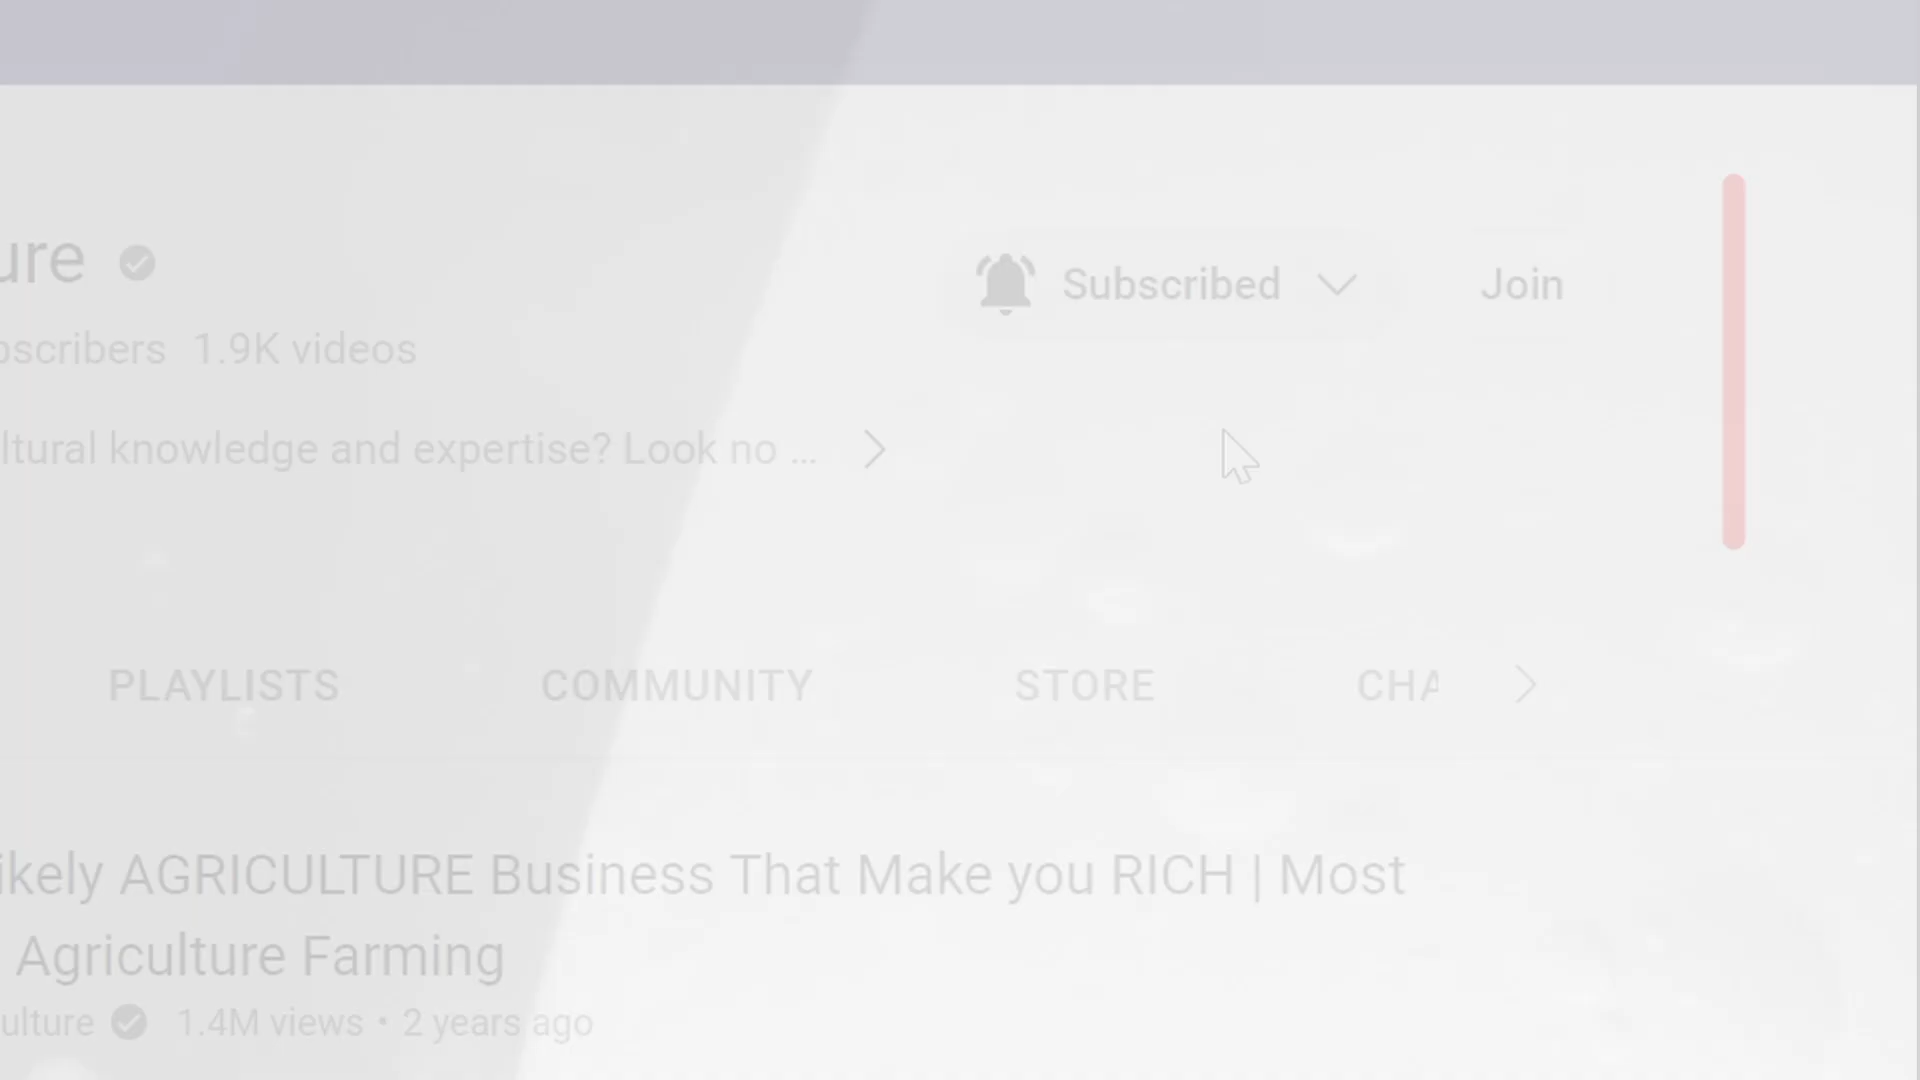 ure
Subscribed Join
bscribers 1.9K videos
ltural knowledge and expertise? Look no ...
PLAYLISTS COMMUNITY STORE CHA
ikely AGRICULTURE Business That Make you RICH | Most
Agriculture Farming
ulture 1.4M views • 2 years ago